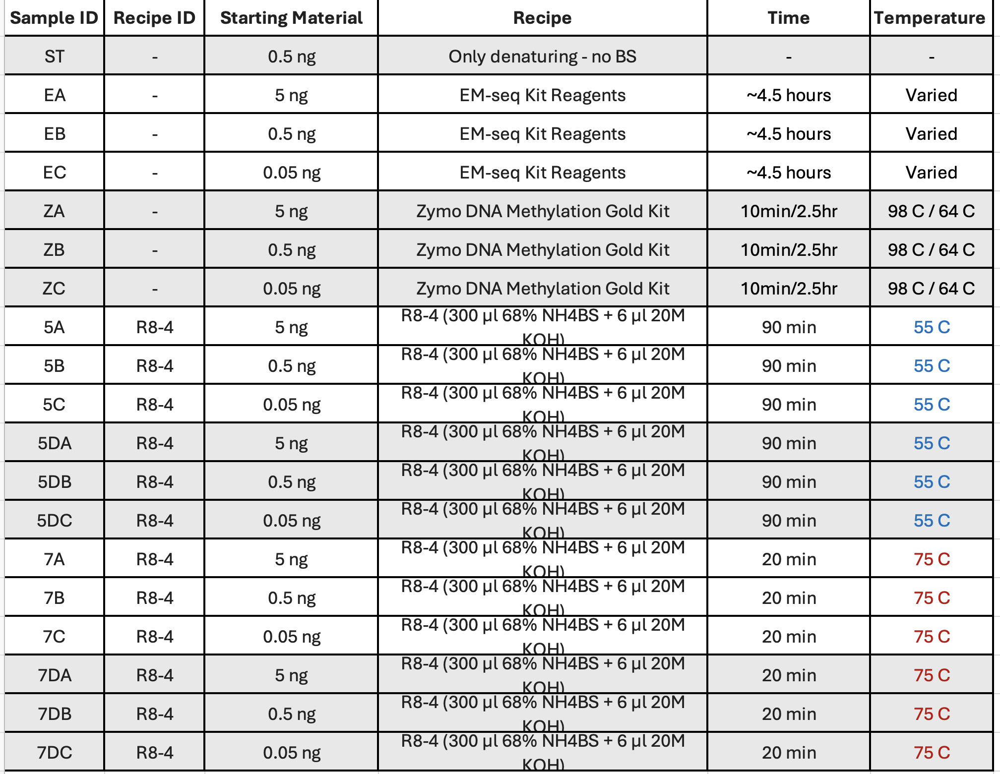 Sample ID Recipe ID Starting Material Recipe Time Temperature
ST - 0.5 ng Only denaturing - no BS - -
EA - 5 ng EM-seq Kit Reagents ~4.5 hours Varied
EB - 0.5 ng EM-seq Kit Reagents ~4.5 hours Varied
EC - 0.05 ng EM-seq Kit Reagents ~4.5 hours Varied
ZA - 5 ng Zymo DNA Methylation Gold Kit 10min/2.5hr 98 C / 64 C
ZB - 0.5 ng Zymo DNA Methylation Gold Kit 10min/2.5hr 98 C / 64 C
ZC - 0.05 ng Zymo DNA Methylation Gold Kit 10min/2.5hr 98 C / 64 C
5A R8-4 5 ng R8-4 (300 µl 68% NH4BS + 6 µl 20M KOH) 90 min 55 C
5B R8-4 0.5 ng R8-4 (300 µl 68% NH4BS + 6 µl 20M KOH) 90 min 55 C
5C R8-4 0.05 ng R8-4 (300 µl 68% NH4BS + 6 µl 20M KOH) 90 min 55 C
5DA R8-4 5 ng R8-4 (300 µl 68% NH4BS + 6 µl 20M KOH) 90 min 55 C
5DB R8-4 0.5 ng R8-4 (300 µl 68% NH4BS + 6 µl 20M KOH) 90 min 55 C
5DC R8-4 0.05 ng R8-4 (300 µl 68% NH4BS + 6 µl 20M KOH) 90 min 55 C
7A R8-4 5 ng R8-4 (300 µl 68% NH4BS + 6 µl 20M KOH) 20 min 75 C
7B R8-4 0.5 ng R8-4 (300 µl 68% NH4BS + 6 µl 20M KOH) 20 min 75 C
7C R8-4 0.05 ng R8-4 (300 µl 68% NH4BS + 6 µl 20M KOH) 20 min 75 C
7DA R8-4 5 ng R8-4 (300 µl 68% NH4BS + 6 µl 20M KOH) 20 min 75 C
7DB R8-4 0.5 ng R8-4 (300 µl 68% NH4BS + 6 µl 20M KOH) 20 min 75 C
7DC R8-4 0.05 ng R8-4 (300 µl 68% NH4BS + 6 µl 20M KOH) 20 min 75 C